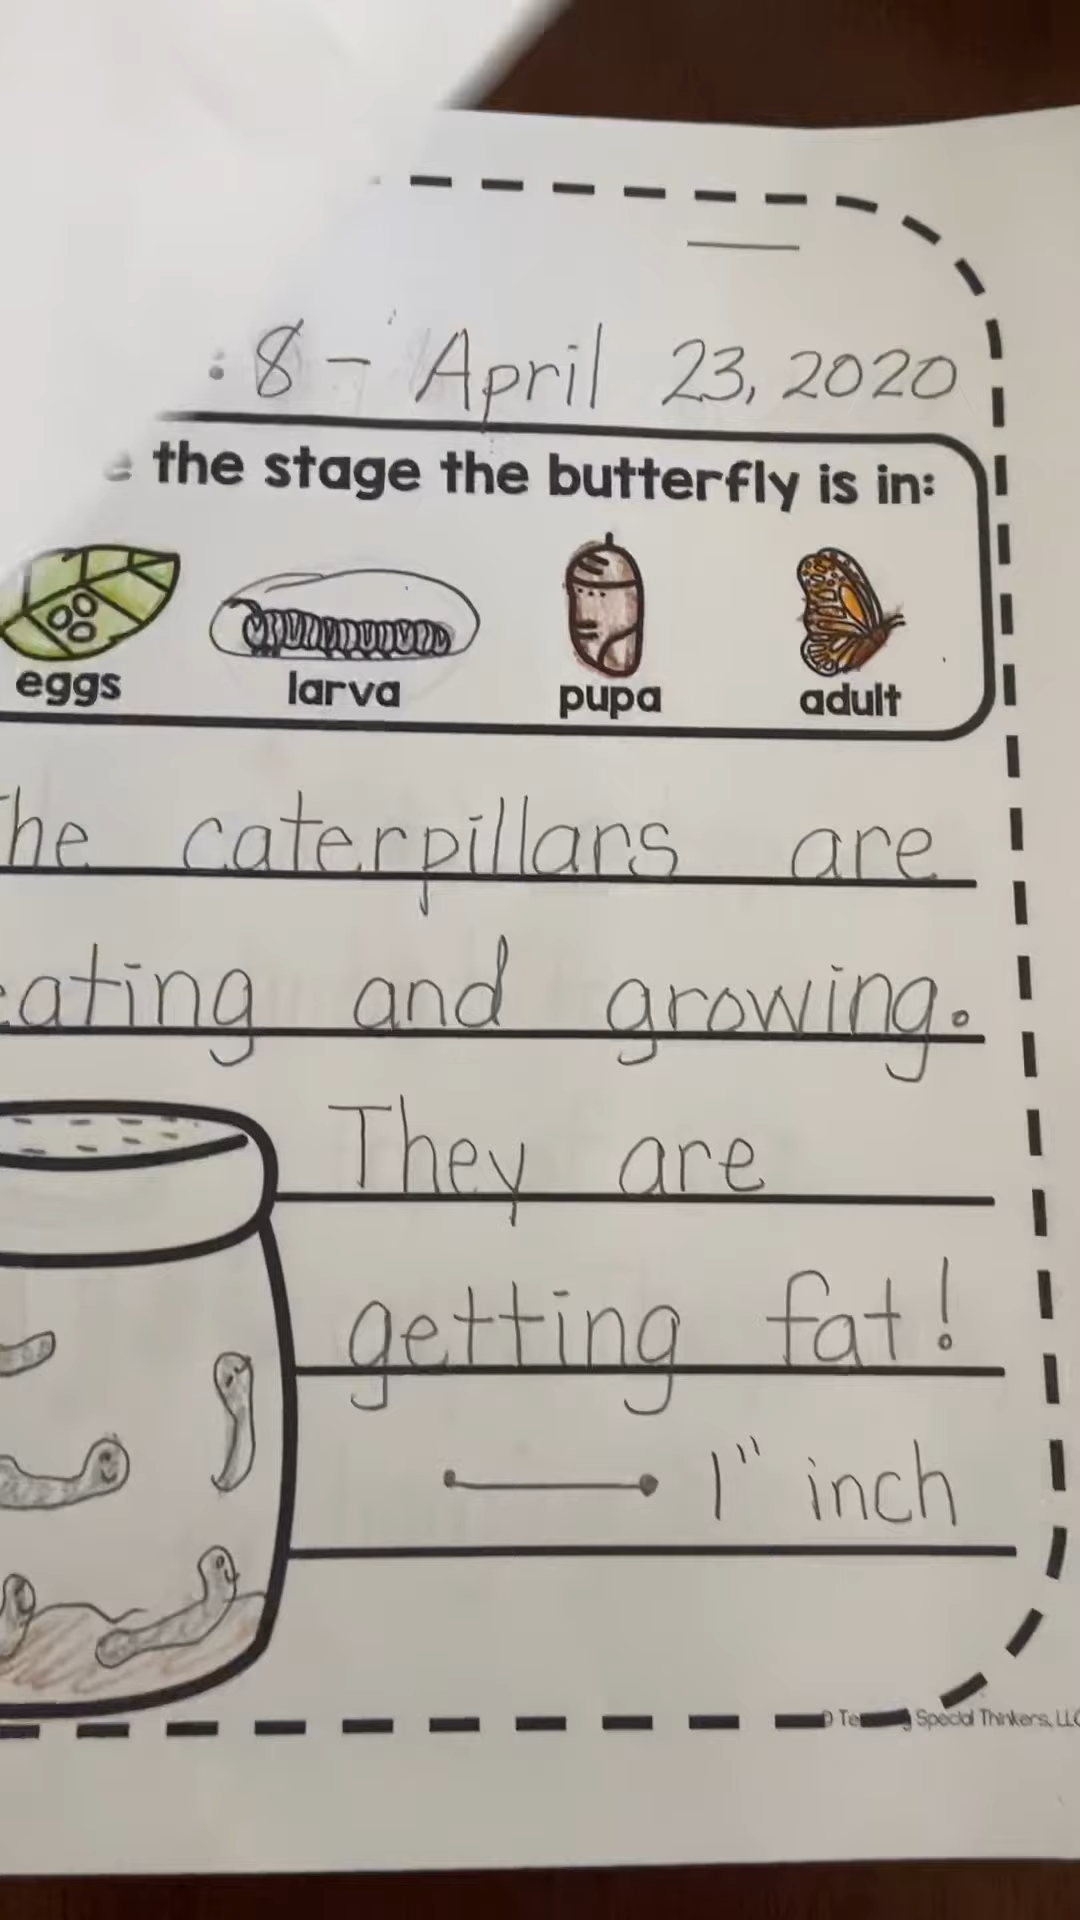 : 8 - April 23, 2020
the stage the butterfly is in:
eggs larva pupa adult
he caterpillars are
ating and growing.
They are
getting fat!
1" inch
Special Thinkers, LLC